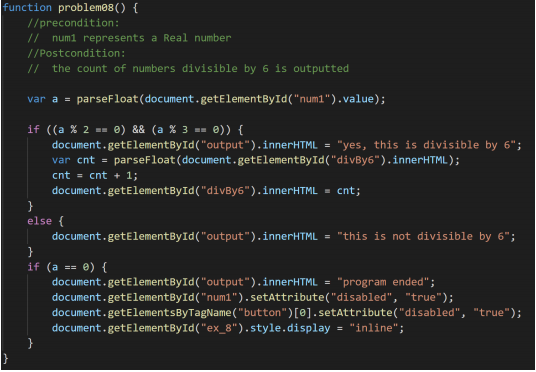 function problem08() {
    //precondition:
    //  num1 represents a Real number
    //Postcondition:
    //  the count of numbers divisible by 6 is outputted

    var a = parseFloat(document.getElementById("num1").value);

    if ((a % 2 == 0) && (a % 3 == 0)) {
        document.getElementById("output").innerHTML = "yes, this is divisible by 6";
        var cnt = parseFloat(document.getElementById("divBy6").innerHTML);
        cnt = cnt + 1;
        document.getElementById("divBy6").innerHTML = cnt;
    }
    else {
        document.getElementById("output").innerHTML = "this is not divisible by 6";
    }
    if (a == 0) {
        document.getElementById("output").innerHTML = "program ended";
        document.getElementById("num1").setAttribute("disabled", "true");
        document.getElementsByTagName("button")[0].setAttribute("disabled", "true");
        document.getElementById("ex_8").style.display = "inline";
    }
}